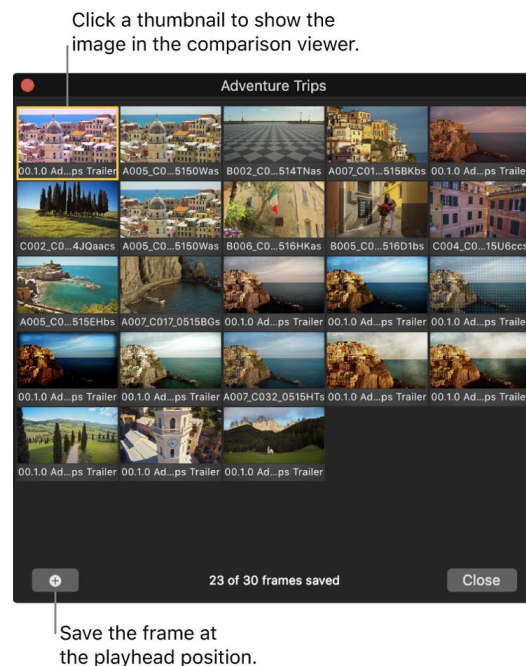 Click a thumbnail to show the
image in the comparison viewer.
Adventure Trips
00.1.0 Ad...ps Trailer A005_C0...5150Was B002_C0...514TNas A007_C01...515BKbs 00.1.0 Ad...ps Trailer
C002_C0...4JQaacs A005_C0...5150Was B006_C0...516HKas B005_C0...516D1bs C004_C0...15U6ccs
A005_C0...515EHbs A007_C017_0515BGs 00.1.0 Ad...ps Trailer 00.1.0 Ad...ps Trailer 00.1.0 Ad...ps Trailer
00.1.0 Ad...ps Trailer 00.1.0 Ad...ps Trailer A007_C032_0515HTs 00.1.0 Ad...ps Trailer 00.1.0 Ad...ps Trailer
00.1.0 Ad...ps Trailer 00.1.0 Ad...ps Trailer 00.1.0 Ad...ps Trailer
23 of 30 frames saved
Close
Save the frame at
the playhead position.